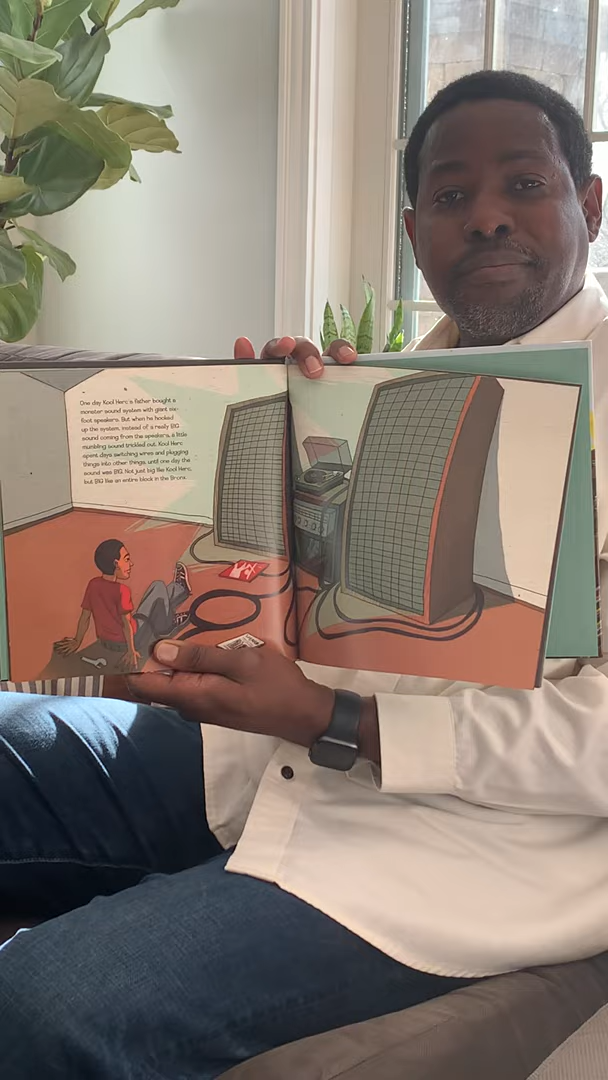 One day Kool Herc's father bought a
monster sound system with giant six-
foot speakers. But when he hooked
up the system, instead of a really BIG
sound coming from the speakers, a little
mumbling sound trickled out. Kool Herc
spent days switching wires and plugging
things into other things, until one day the
sound was BIG. Not just big like Kool Herc,
but BIG like an entire block in the Bronx.